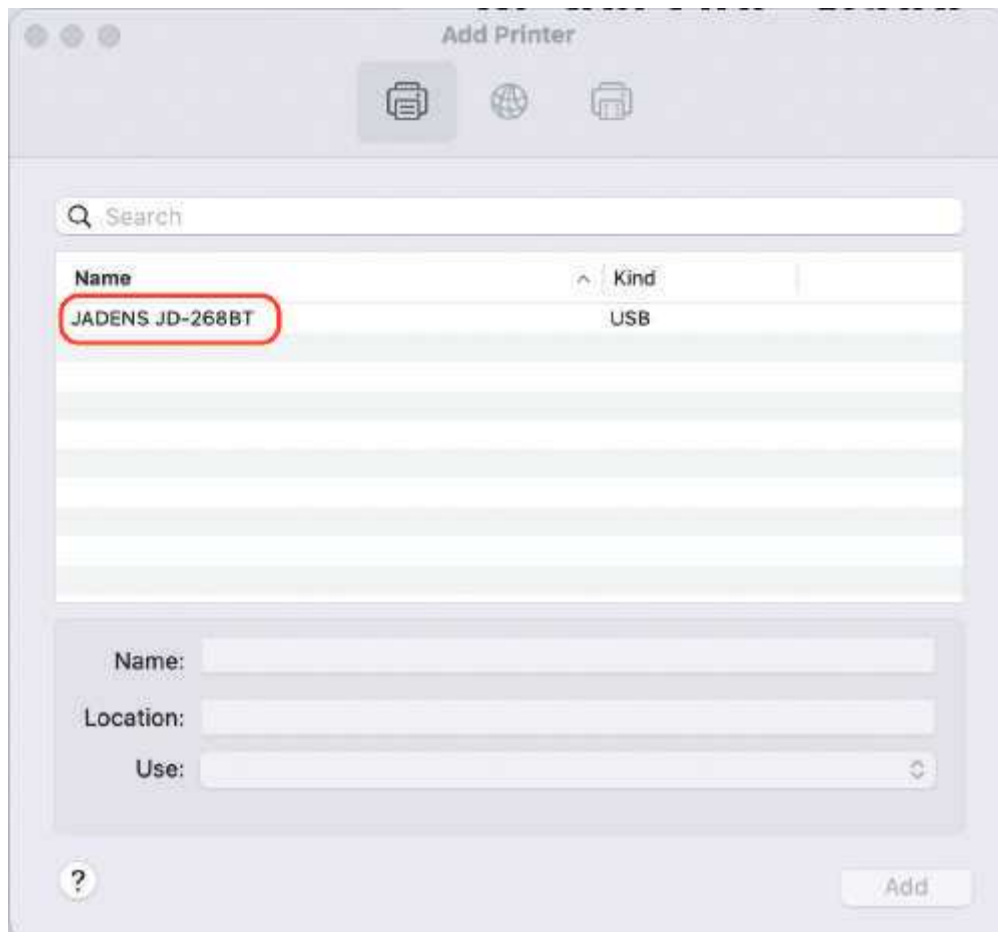 Add Printer
Search
Name Kind
JADENS JD-268BT USB
Name:
Location:
Use:
?
Add